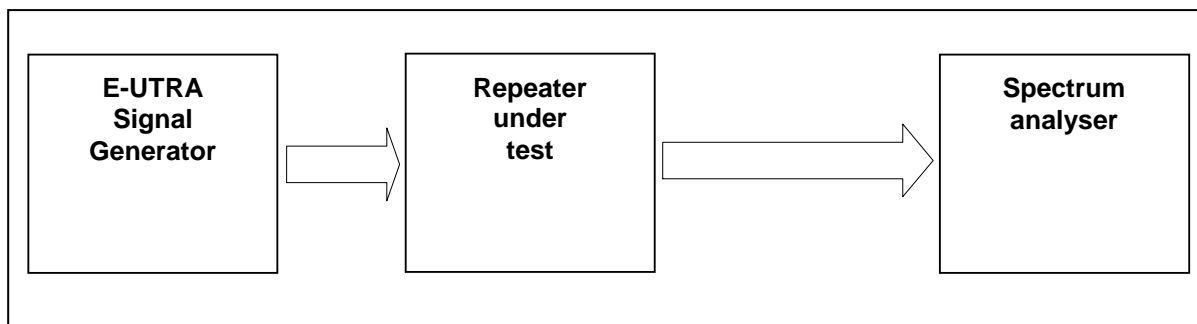 E-UTRA
Signal
Generator
Repeater
under
test
Spectrum
analyser